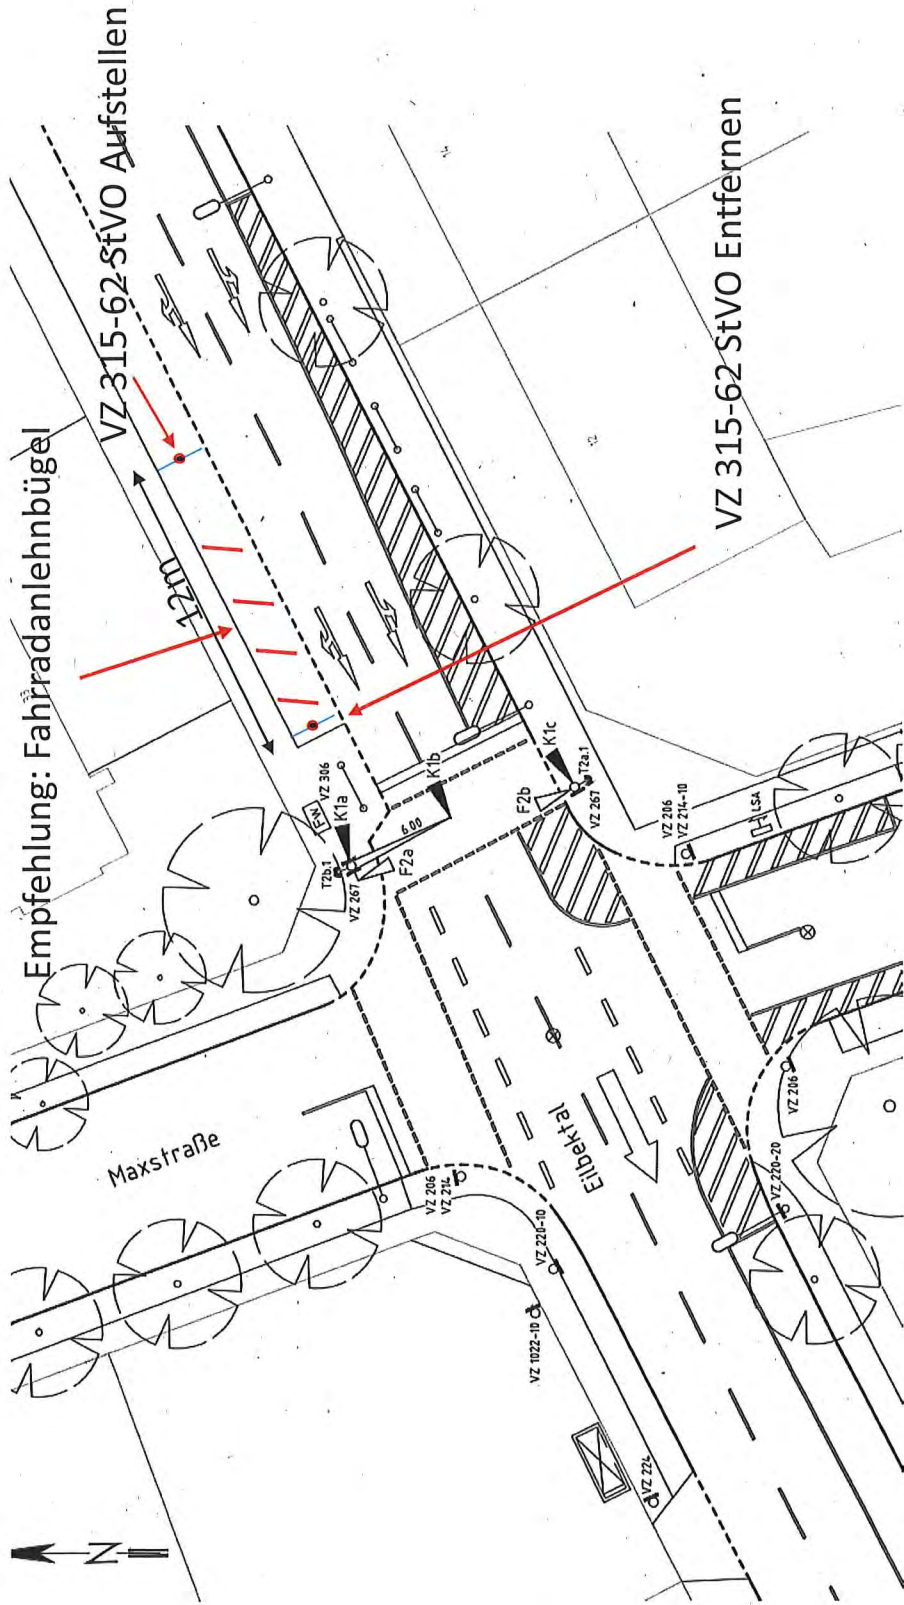 Empfehlung: Fahrradanlehnbügel
VZ 315-62 StVO Aufstellen
12m
VZ 315-62 StVO Entfernen
FW
VZ 306
K1a
T2b.1
VZ 267
F2a
6.00
K1b
K1c
F2b
T2a.1
VZ 267
VZ 206
VZ 214-10
LSA
Maxstraße
Eilbektal
VZ 206
VZ 214
VZ 220-10
VZ 1022-10
VZ 224
VZ 206
VZ 220-20
N
12